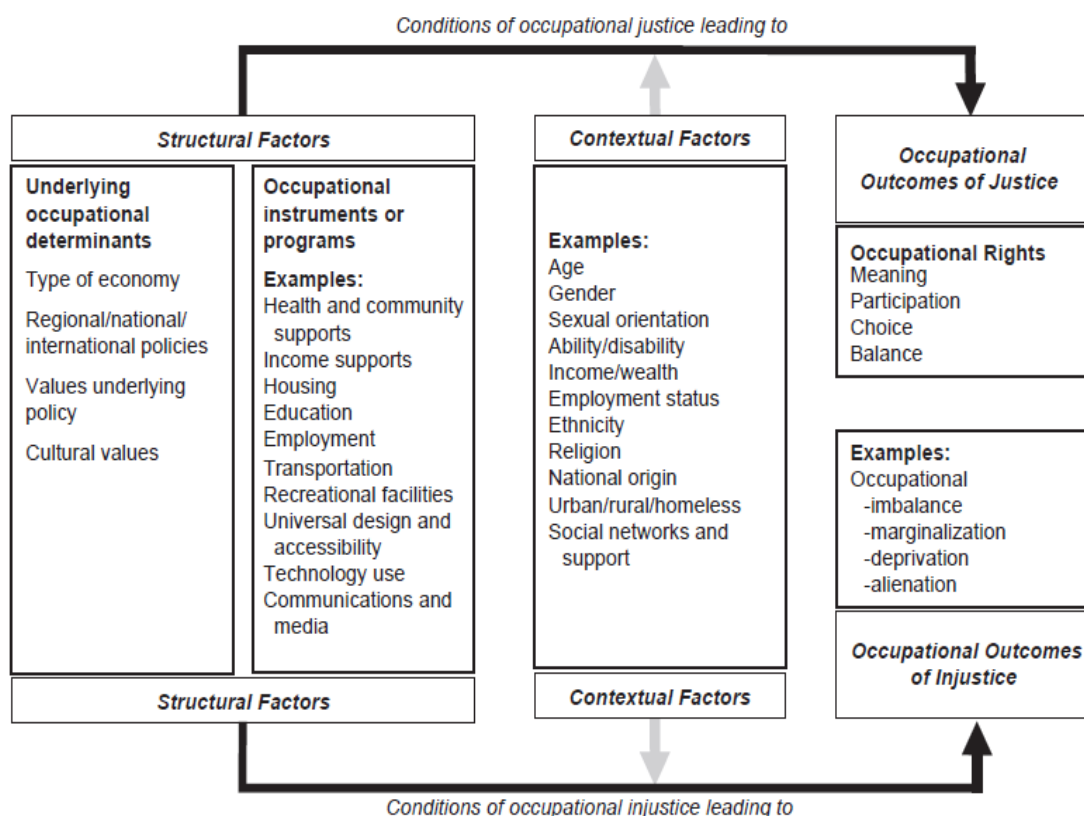 Conditions of occupational justice leading to
Structural Factors
Underlying
occupational
determinants
Type of economy
Regional/national/
international policies
Values underlying
policy
Cultural values
Occupational
instruments or
programs
Examples:
Health and community
supports
Income supports
Housing
Education
Employment
Transportation
Recreational facilities
Universal design and
accessibility
Technology use
Communications and
media
Structural Factors
Contextual Factors
Examples:
Age
Gender
Sexual orientation
Ability/disability
Income/wealth
Employment status
Ethnicity
Religion
National origin
Urban/rural/homeless
Social networks and
support
Contextual Factors
Occupational
Outcomes of Justice
Occupational Rights
Meaning
Participation
Choice
Balance
Examples:
Occupational
-imbalance
-marginalization
-deprivation
-alienation
Occupational Outcomes
of Injustice
Conditions of occupational injustice leading to